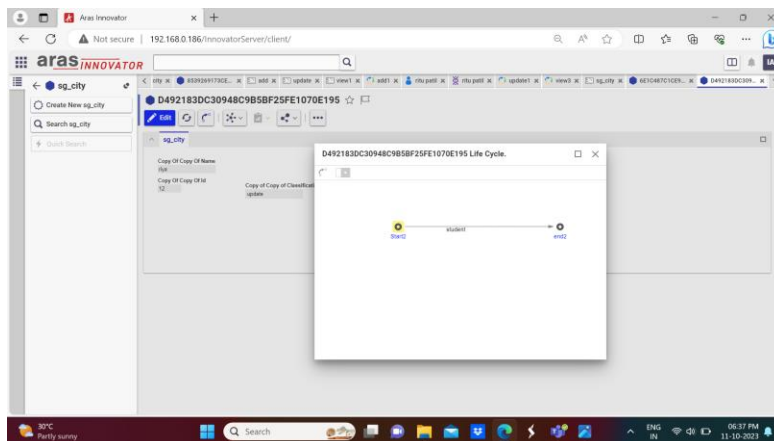 Aras Innovator
Not secure | 192.168.0.186/InnovatorServer/client/
aras INNOVATOR
sg_city
add
update
view1
add1
ritu patil
ritu patil
update1
view3
sg_city
D492183DC309...
Create New sg_city
Search sg_city
Quick Search
D492183DC30948C9B5BF25FE1070E195
Edit
sg_city
Copy Of Copy Of Name
Copy Of Copy Of Id
12
Copy of Copy of Classificati
update
D492183DC30948C9B5BF25FE1070E195 Life Cycle.
student
Start2
end2
IA
30°C
Partly sunny
Search
ENG
IN
06:37 PM
11-10-2023